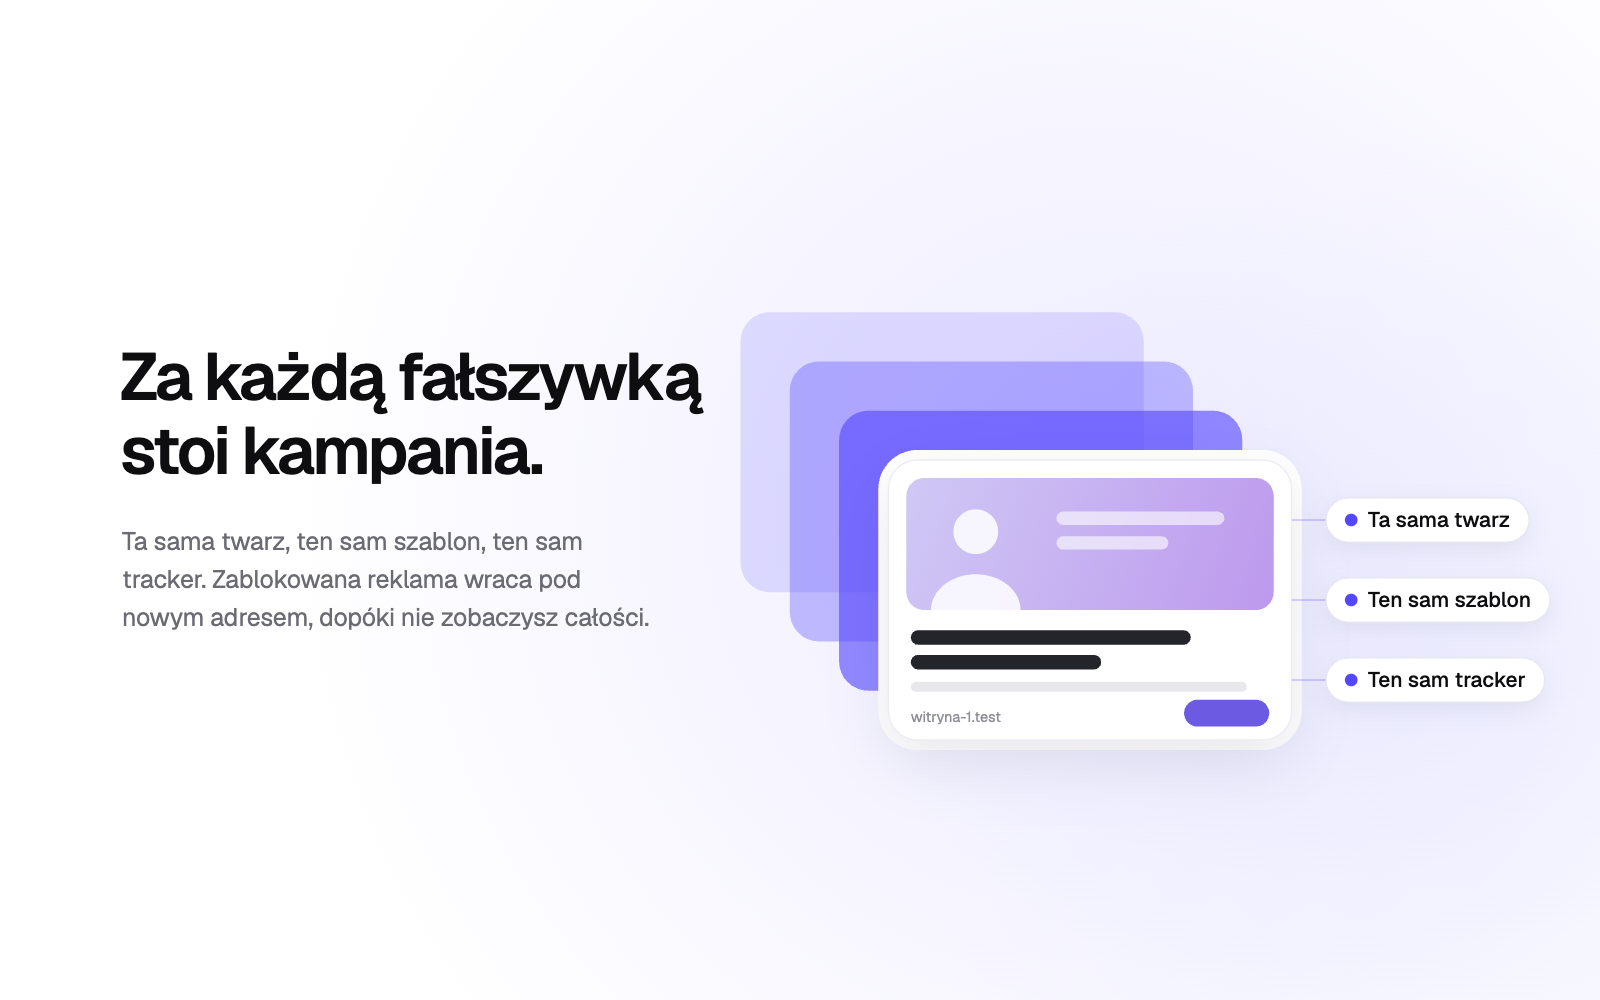 Za każdą fałszywką
stoi kampania.
Ta sama twarz, ten sam szablon, ten sam
tracker. Zablokowana reklama wraca pod
nowym adresem, dopóki nie zobaczysz całości.
witryna-1.test
Ta sama twarz
Ten sam szablon
Ten sam tracker